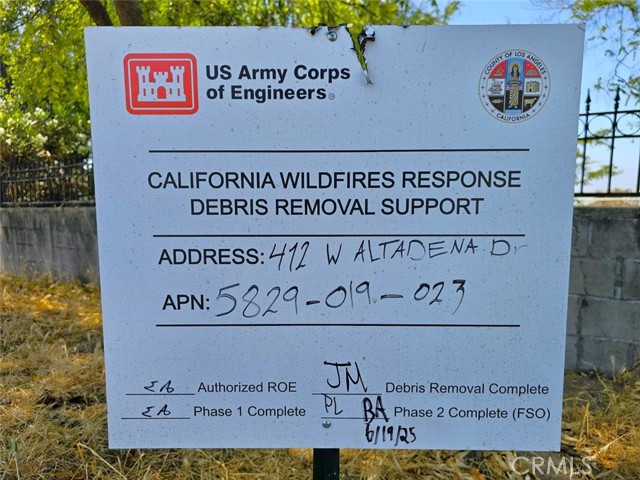 US Army Corps
of Engineers®
COUNTY OF LOS ANGELES
CALIFORNIA
CALIFORNIA WILDFIRES RESPONSE
DEBRIS REMOVAL SUPPORT
ADDRESS: 412 W ALTADENA Dr
APN: 5829-019-023
Authorized ROE JM Debris Removal Complete
Phase 1 Complete PL BA Phase 2 Complete (FSO)
6/19/25
CRMLS